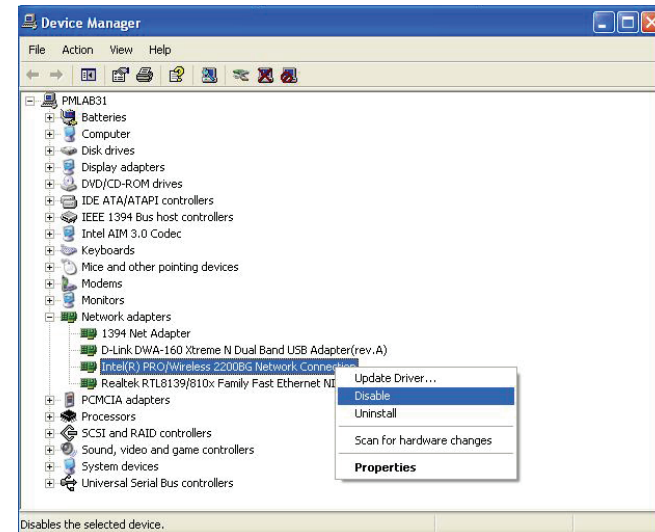 Device Manager
File Action View Help
PMLAB31
Batteries
Computer
Disk drives
Display adapters
DVD/CD-ROM drives
IDE ATA/ATAPI controllers
IEEE 1394 Bus host controllers
Intel AIM 3.0 Codec
Keyboards
Mice and other pointing devices
Modems
Monitors
Network adapters
1394 Net Adapter
D-Link DWA-160 Xtreme N Dual Band USB Adapter(rev.A)
Intel(R) PRO/Wireless 2200BG Network Connection
Realtek RTL8139/810x Family Fast Ethernet NI
Update Driver...
Disable
Uninstall
Scan for hardware changes
Properties
PCMCIA adapters
Processors
SCSI and RAID controllers
Sound, video and game controllers
System devices
Universal Serial Bus controllers
Disables the selected device.